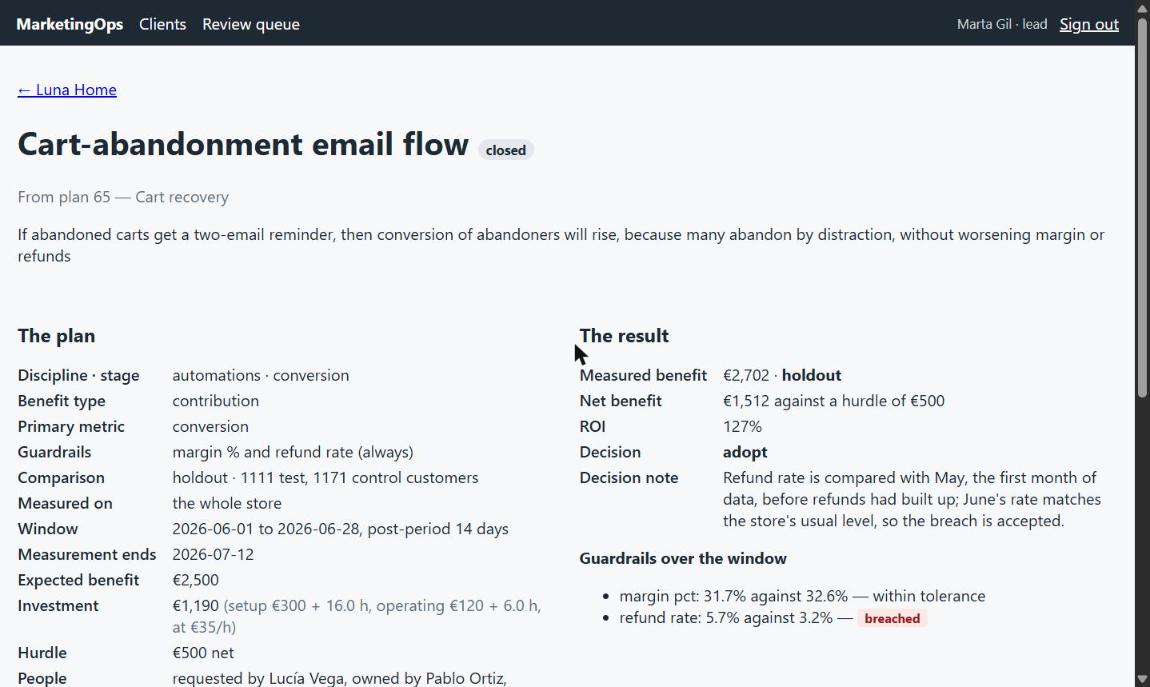 MarketingOps Clients Review queue Marta Gil · lead Sign out
← Luna Home
Cart-abandonment email flow closed
From plan 65 — Cart recovery
If abandoned carts get a two-email reminder, then conversion of abandoners will rise, because many abandon by distraction, without worsening margin or
refunds
The plan
Discipline · stage automations · conversion
Benefit type contribution
Primary metric conversion
Guardrails margin % and refund rate (always)
Comparison holdout · 1111 test, 1171 control customers
Measured on the whole store
Window 2026-06-01 to 2026-06-28, post-period 14 days
Measurement ends 2026-07-12
Expected benefit €2,500
Investment €1,190 (setup €300 + 16.0 h, operating €120 + 6.0 h,
at €35/h)
Hurdle €500 net
People requested by Lucía Vega, owned by Pablo Ortiz,
The result
Measured benefit €2,702 · holdout
Net benefit €1,512 against a hurdle of €500
ROI 127%
Decision adopt
Decision note Refund rate is compared with May, the first month of
data, before refunds had built up; June's rate matches
the store's usual level, so the breach is accepted.
Guardrails over the window
• margin pct: 31.7% against 32.6% — within tolerance
• refund rate: 5.7% against 3.2% — breached